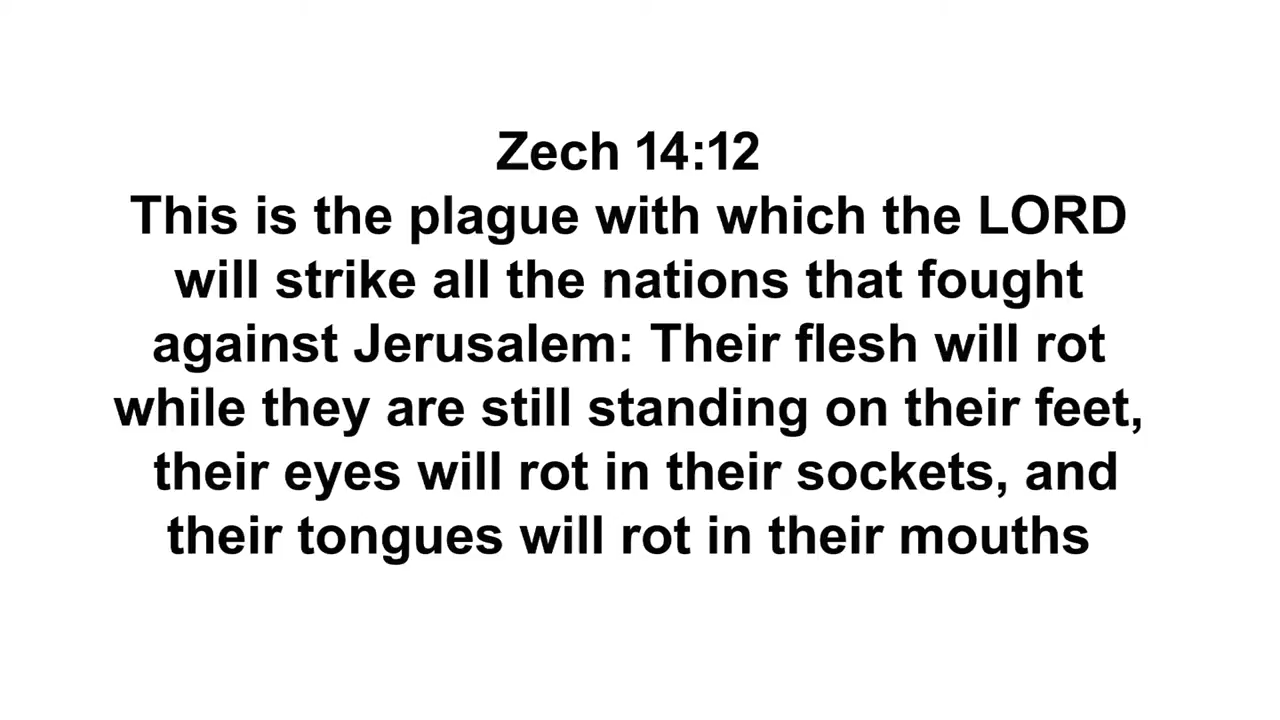 Zech 14:12
This is the plague with which the LORD
will strike all the nations that fought
against Jerusalem: Their flesh will rot
while they are still standing on their feet,
their eyes will rot in their sockets, and
their tongues will rot in their mouths